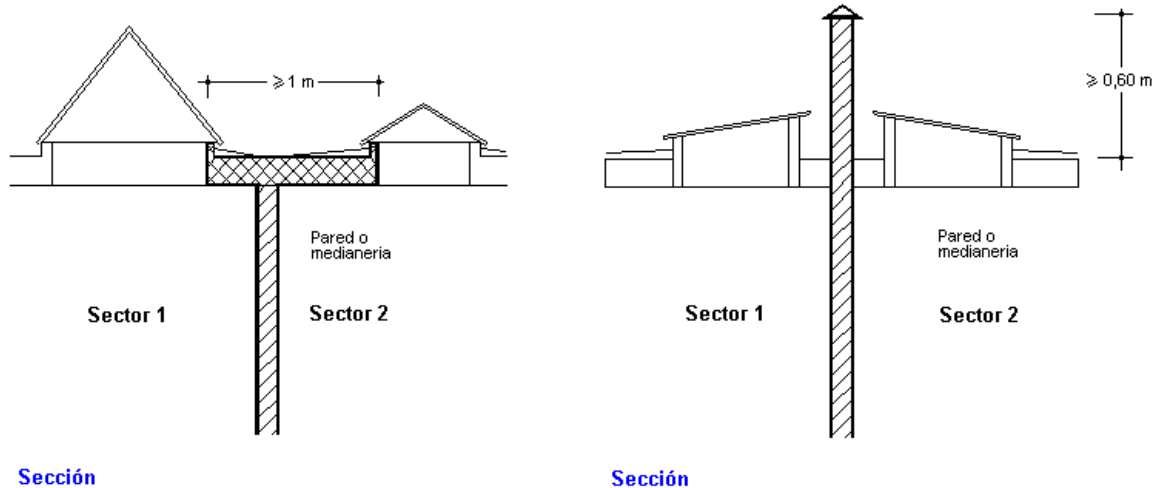 ≥ 1 m
Pared o
medianeria
Sector 1
Sector 2
Sección
≥ 0,60 m
Pared o
medianeria
Sector 1
Sector 2
Sección